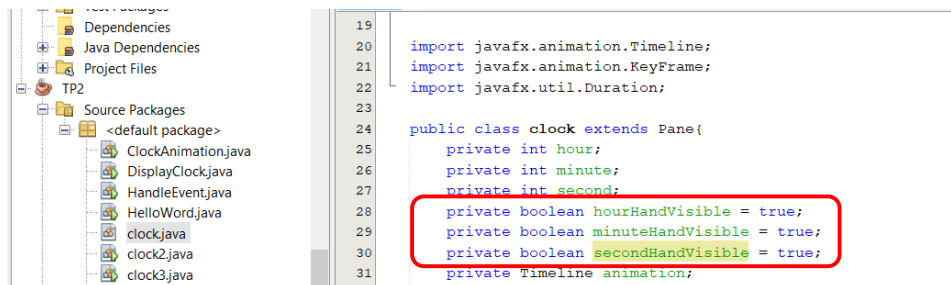 Test Packages
Dependencies
Java Dependencies
Project Files
TP2
Source Packages
<default package>
ClockAnimation.java
DisplayClock.java
HandleEvent.java
HelloWord.java
clock.java
clock2.java
clock3.java
19
20 import javafx.animation.Timeline;
21 import javafx.animation.KeyFrame;
22 import javafx.util.Duration;
23
24 public class clock extends Pane{
25 private int hour;
26 private int minute;
27 private int second;
28 private boolean hourHandVisible = true;
29 private boolean minuteHandVisible = true;
30 private boolean secondHandVisible = true;
31 private Timeline animation;